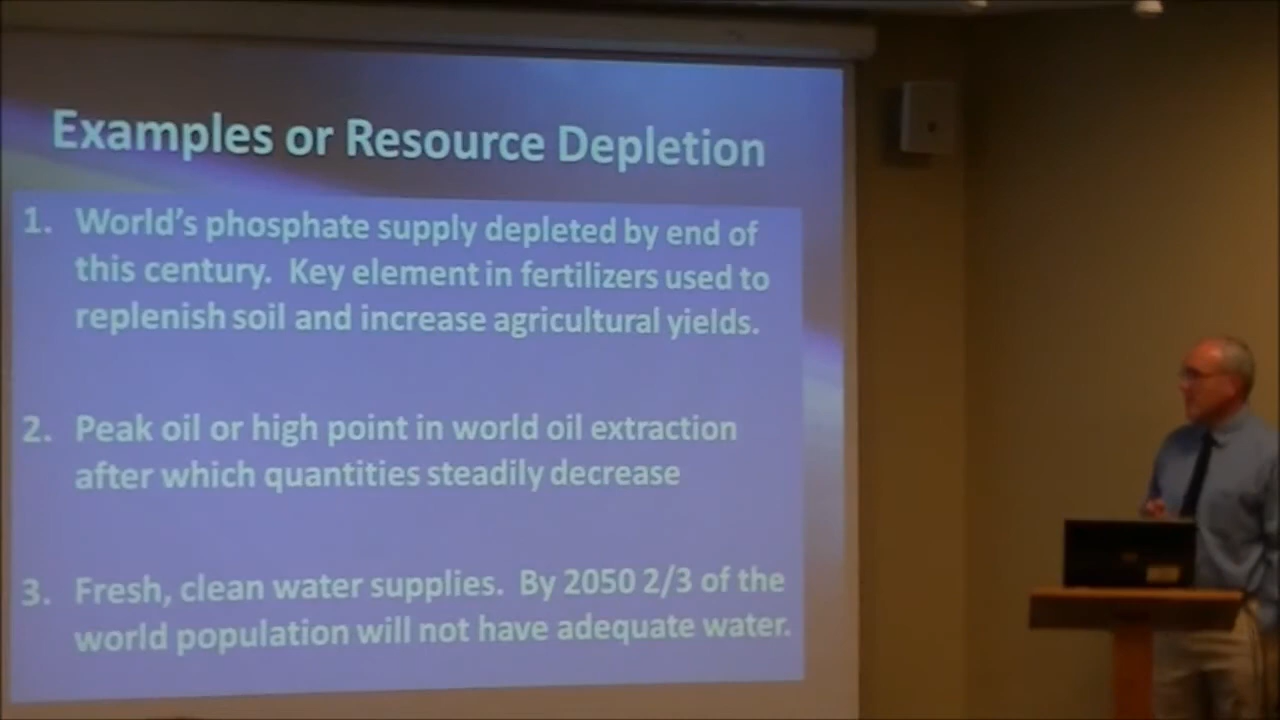 Examples or Resource Depletion
1. World's phosphate supply depleted by end of
this century. Key element in fertilizers used to
replenish soil and increase agricultural yields.
2. Peak oil or high point in world oil extraction
after which quantities steadily decrease
3. Fresh, clean water supplies. By 2050 2/3 of the
world population will not have adequate water.